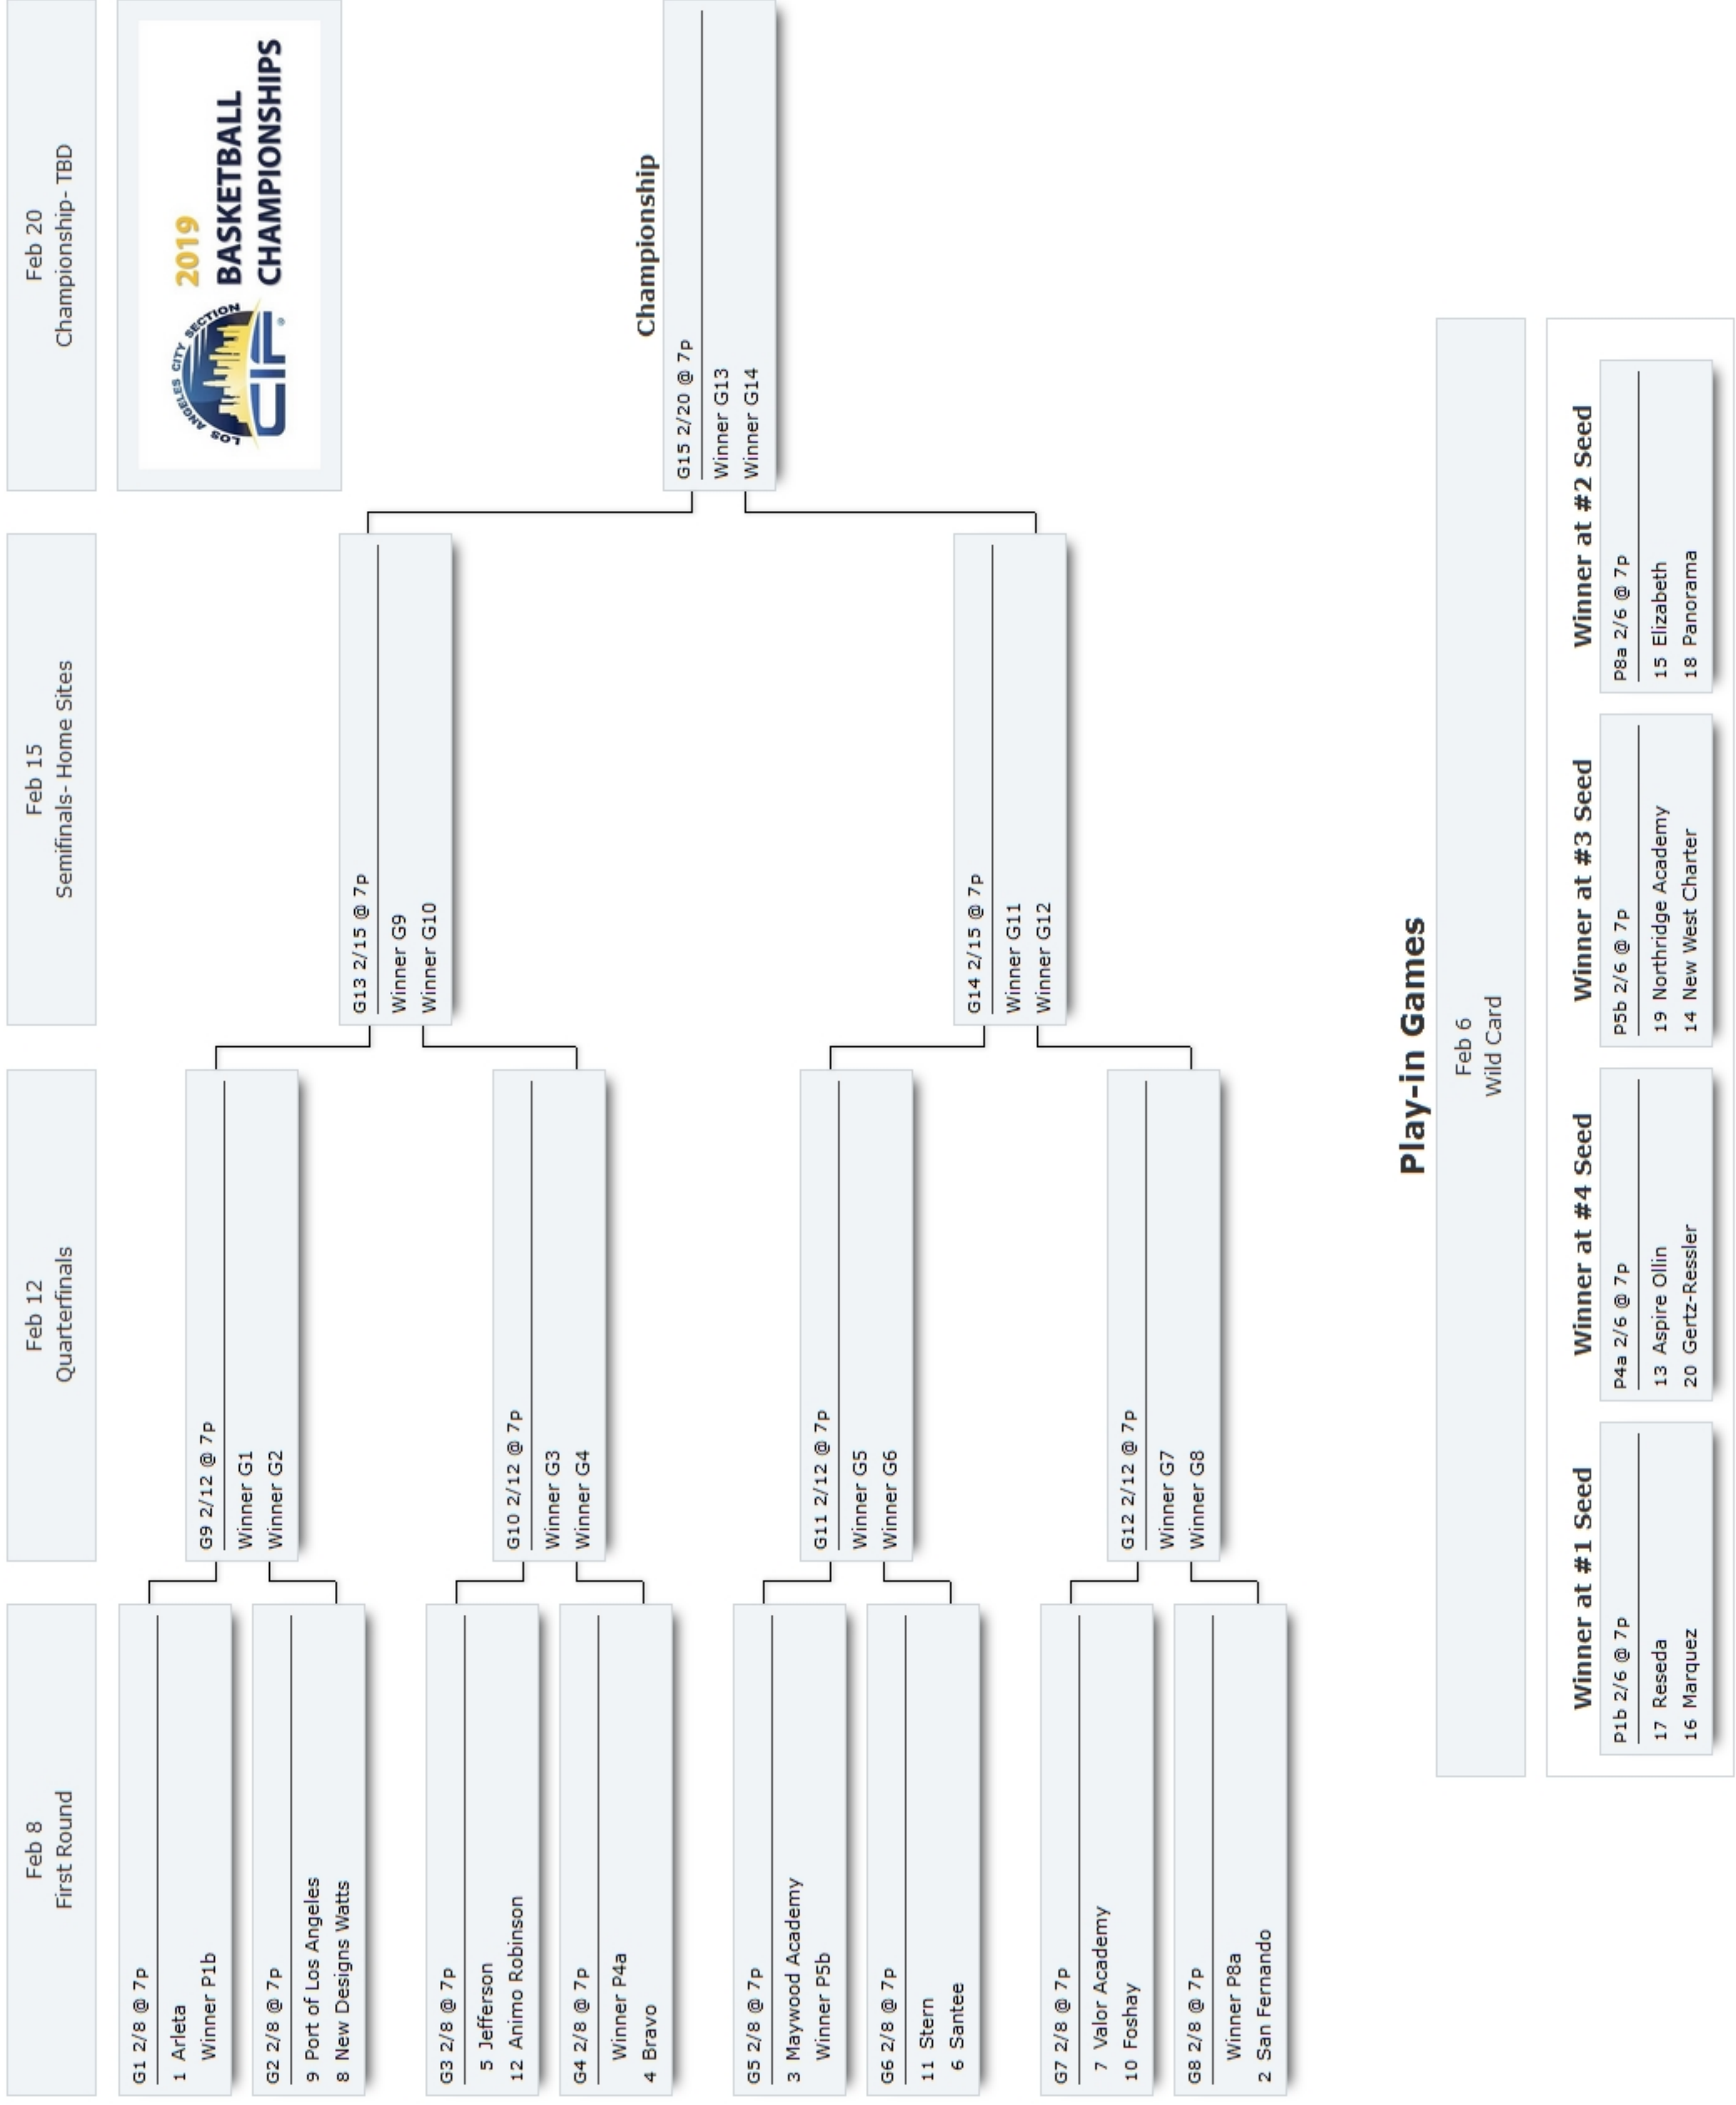 Feb 8
First Round
Feb 12
Quarterfinals
Feb 15
Semifinals- Home Sites
Feb 20
Championship- TBD
LOS ANGELES CITY SECTION
CIF
2019
BASKETBALL
CHAMPIONSHIPS
G1 2/8 @ 7p
1 Arleta
Winner P1b
G2 2/8 @ 7p
9 Port of Los Angeles
8 New Designs Watts
G3 2/8 @ 7p
5 Jefferson
12 Animo Robinson
G4 2/8 @ 7p
Winner P4a
4 Bravo
G5 2/8 @ 7p
3 Maywood Academy
Winner P5b
G6 2/8 @ 7p
11 Stern
6 Santee
G7 2/8 @ 7p
7 Valor Academy
10 Foshay
G8 2/8 @ 7p
Winner P8a
2 San Fernando
G9 2/12 @ 7p
Winner G1
Winner G2
G10 2/12 @ 7p
Winner G3
Winner G4
G11 2/12 @ 7p
Winner G5
Winner G6
G12 2/12 @ 7p
Winner G7
Winner G8
G13 2/15 @ 7p
Winner G9
Winner G10
G14 2/15 @ 7p
Winner G11
Winner G12
Championship
G15 2/20 @ 7p
Winner G13
Winner G14
Play-in Games
Feb 6
Wild Card
Winner at #1 Seed
P1b 2/6 @ 7p
17 Reseda
16 Marquez
Winner at #4 Seed
P4a 2/6 @ 7p
13 Aspire Ollin
20 Gertz-Ressler
Winner at #3 Seed
P5b 2/6 @ 7p
19 Northridge Academy
14 New West Charter
Winner at #2 Seed
P8a 2/6 @ 7p
15 Elizabeth
18 Panorama